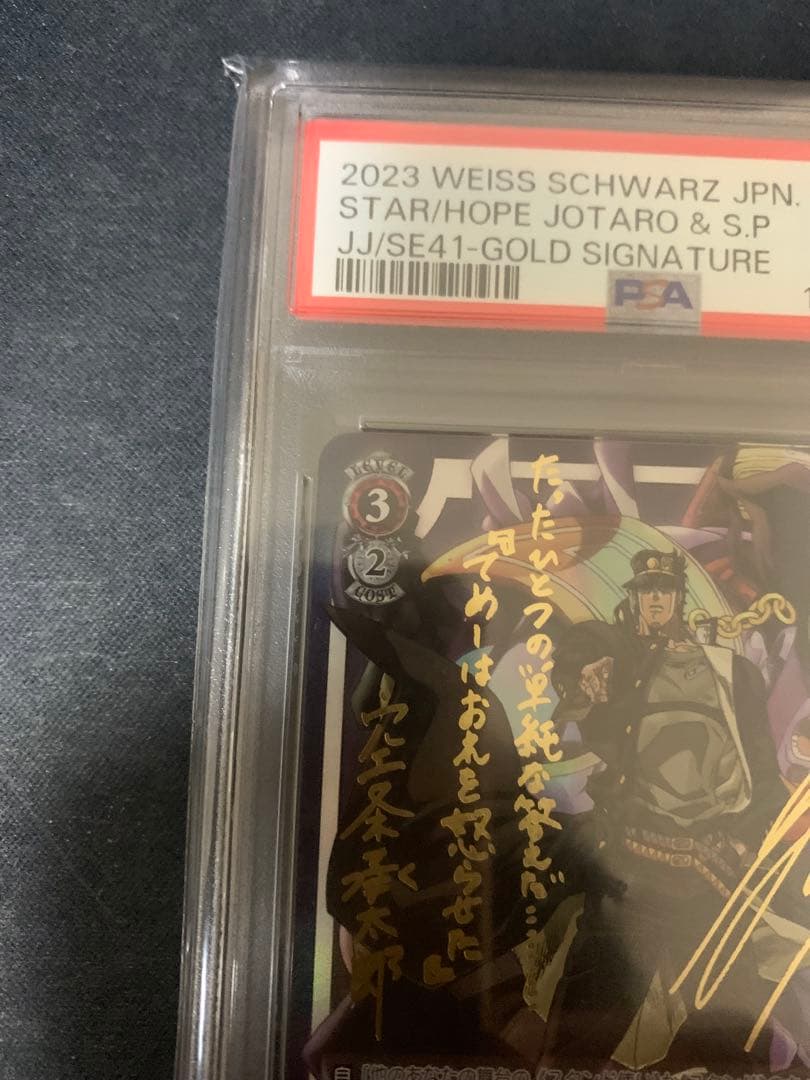 2023 WEISS SCHWARZ JPN.
STAR/HOPE JOTARO & S.P
JJ/SE41-GOLD SIGNATURE
PSA
LEVEL
3
2
COST
たったひとつの単純な答えだ……
『てめーはおれを怒らせた』
空条承太郎
自